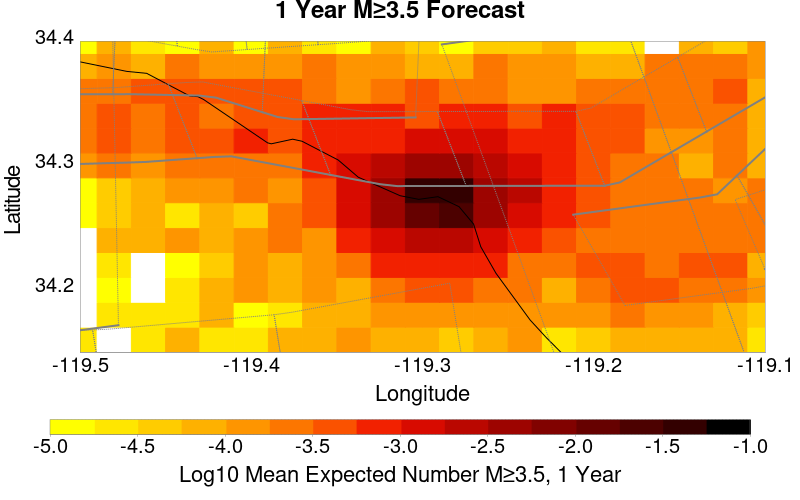 1 Year M≥3.5 Forecast
34.4
34.3
34.2
Latitude
-119.5 -119.4 -119.3 -119.2 -119.1
Longitude
-5.0 -4.5 -4.0 -3.5 -3.0 -2.5 -2.0 -1.5 -1.0
Log10 Mean Expected Number M≥3.5, 1 Year